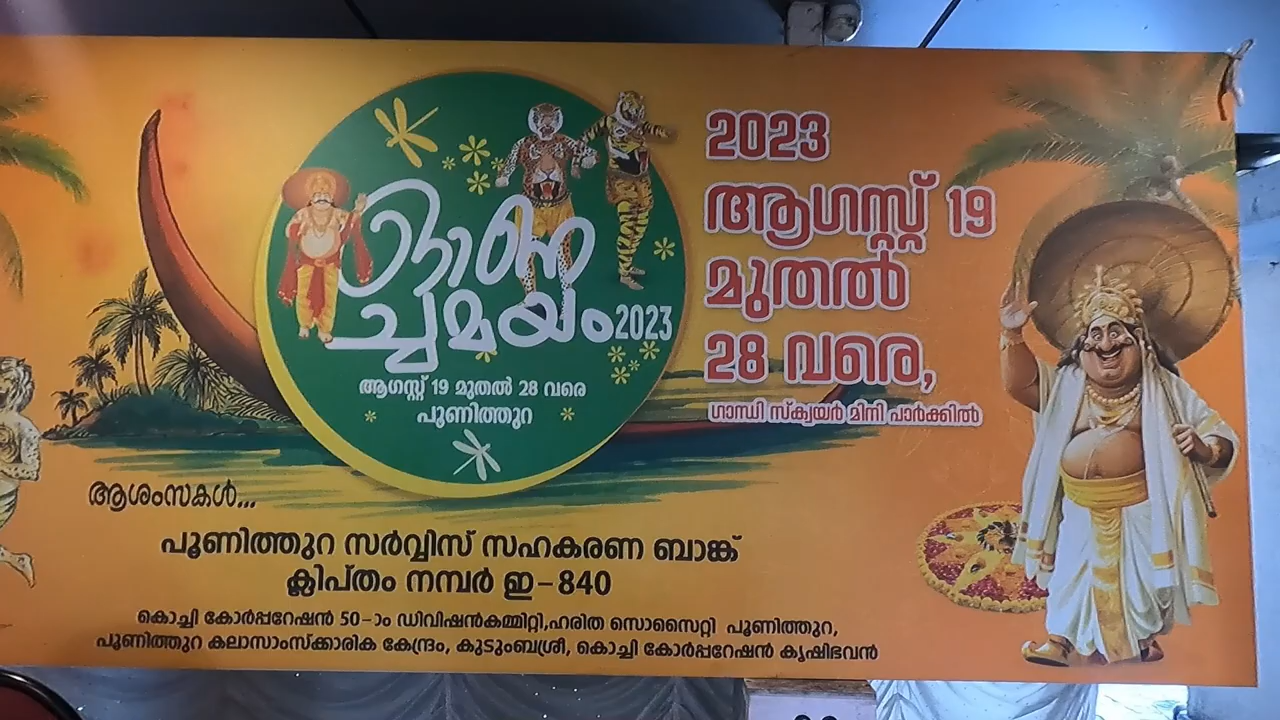 ഓണ
ച്ചമയം 2023
ആഗസ്റ്റ് 19 മുതൽ 28 വരെ
പൂണിത്തുറ
2023
ആഗസ്റ്റ് 19
മുതൽ
28 വരെ,
ഗാന്ധി സ്ക്വയർ മിനി പാർക്കിൽ
ആശംസകൾ...
പൂണിത്തുറ സർവ്വീസ് സഹകരണ ബാങ്ക്
ക്ലിപ്തം നമ്പർ ഇ-840
കൊച്ചി കോർപ്പറേഷൻ 50-ാം ഡിവിഷൻകമ്മിറ്റി,ഹരിത സൊസൈറ്റി പൂണിത്തുറ,
പൂണിത്തുറ കലാസാംസ്ക്കാരിക കേന്ദ്രം, കുടുംബശ്രീ, കൊച്ചി കോർപ്പറേഷൻ കൃഷിഭവൻ